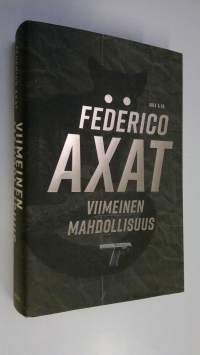 FEDERICO
AXAT
VIIMEINEN
MAHDOLLISUUS
FEDERICO AXAT
VIIMEINEN